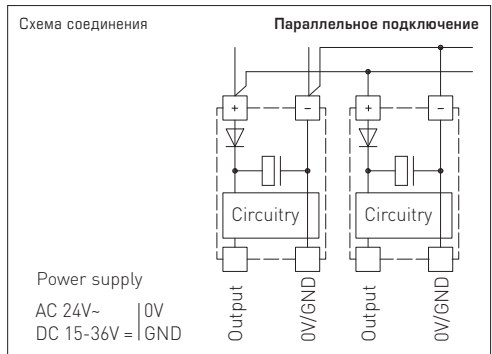 Схема соединения
Параллельное подключение
+
–
+
–
Circuitry
Circuitry
Power supply
AC 24V~ 0V
DC 15-36V = GND
Output
0V/GND
Output
0V/GND